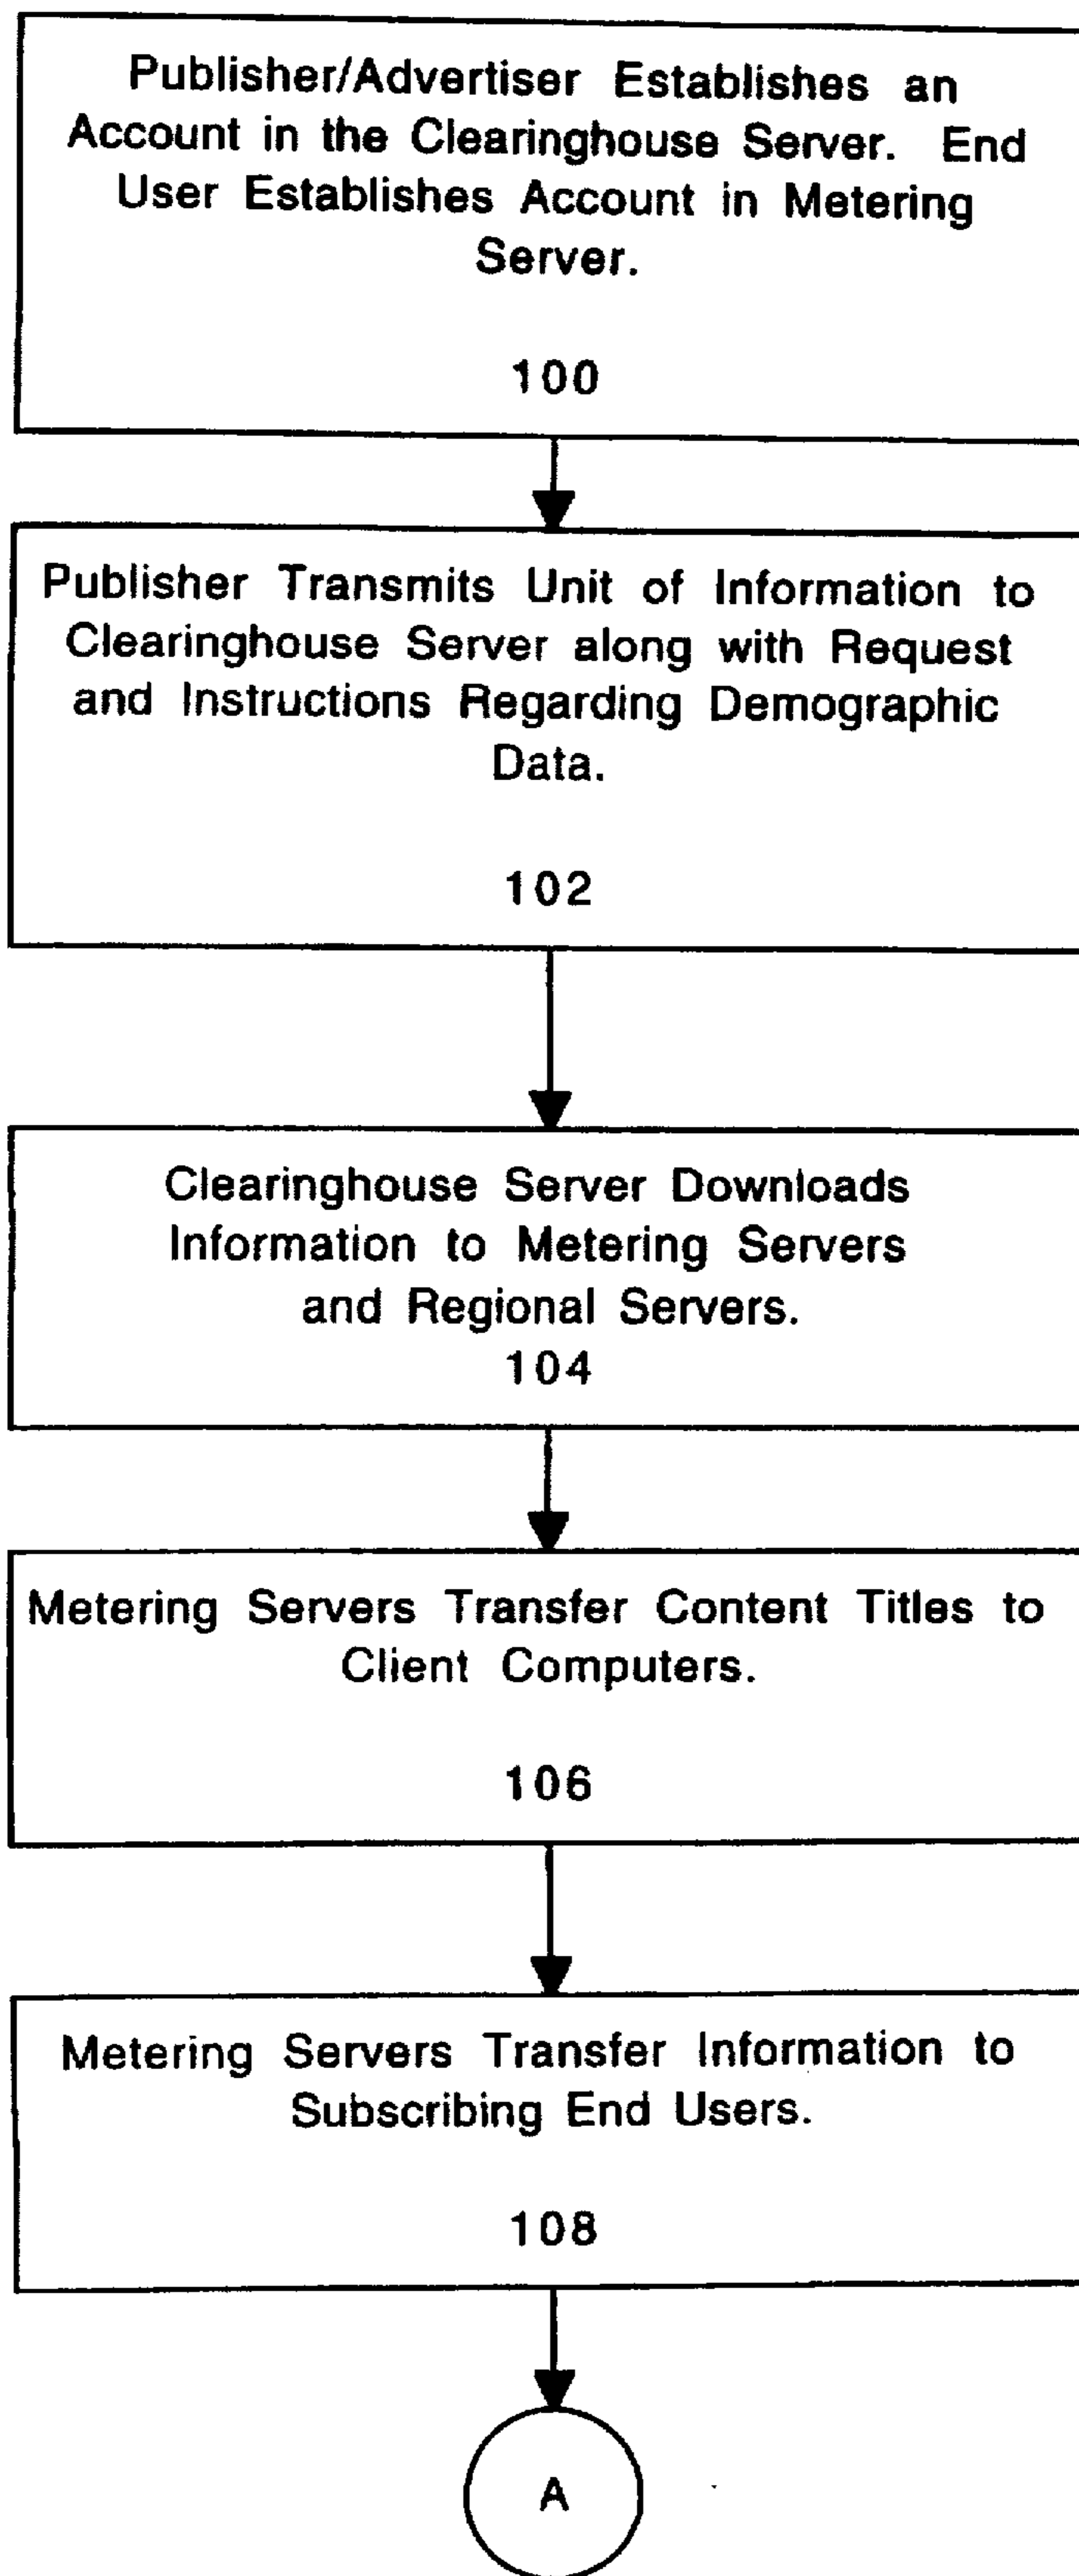 Publisher/Advertiser Establishes an
Account in the Clearinghouse Server. End
User Establishes Account in Metering
Server.
100
Publisher Transmits Unit of Information to
Clearinghouse Server along with Request
and Instructions Regarding Demographic
Data.
102
Clearinghouse Server Downloads
Information to Metering Servers
and Regional Servers.
104
Metering Servers Transfer Content Titles to
Client Computers.
106
Metering Servers Transfer Information to
Subscribing End Users.
108
A